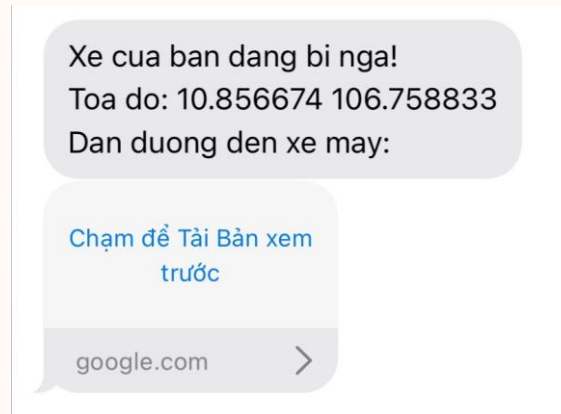 Xe cua ban dang bi nga!
Toa do: 10.856674 106.758833
Dan duong den xe may:
Chạm để Tải Bản xem
trước
google.com